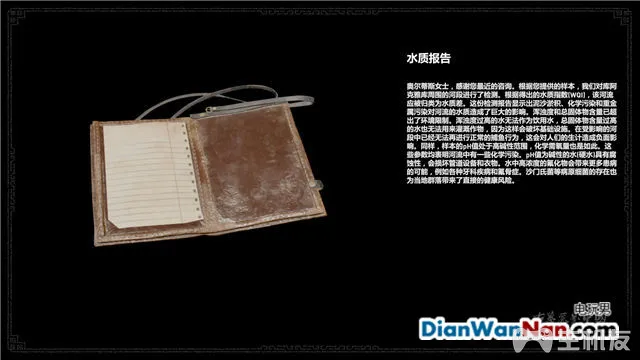 水质报告
奥尔蒂斯女士，感谢您最近的咨询。根据您提供的样本，我们对库阿
克雅库周围的河段进行了检测。根据得出的水质指数(WQI)，该河流
应被归类为水质差。这份检测报告显示出泥沙淤积、化学污染和重金
属污染对河流的水质造成了巨大的影响。浑浊度和总固体物含量已超
出了环境限制。浑浊度过高的水无法作为饮用水，总固体物含量过高
的水也无法用来灌溉作物，因为这样会破坏基础设施。在受影响的河
段中已经无法再进行正常的捕鱼行为，这会对人们的生计造成负面影
响。同样，样本的pH值处于高碱性范围，化学需氧量也是如此。这
些参数均表明河流中有一些化学污染。pH值为碱性的水(硬水)具有腐
蚀性，会损坏管道设备和衣物。水中高浓度的氟化物会带来更多患病
的可能，例如各种牙科疾病和氟骨症。沙门氏菌等病原细菌的存在也
为当地群落带来了直接的健康风险。
电玩男
DianWanNan.com